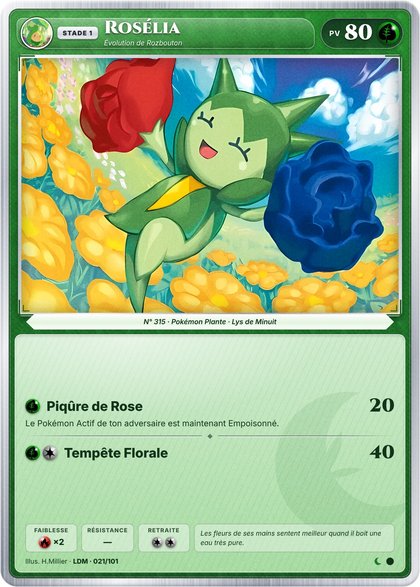 STADE 1
Rosélia
Évolution de Rozbouton
PV 80
N° 315 · Pokémon Plante · Lys de Minuit
Piqûre de Rose 20
Le Pokémon Actif de ton adversaire est maintenant Empoisonné.
Tempête Florale 40
FAIBLESSE RÉSISTANCE RETRAITE
×2 —
Les fleurs de ses mains sentent meilleur quand il boit une
eau très pure.
Illus. H.Millier · LDM · 021/101